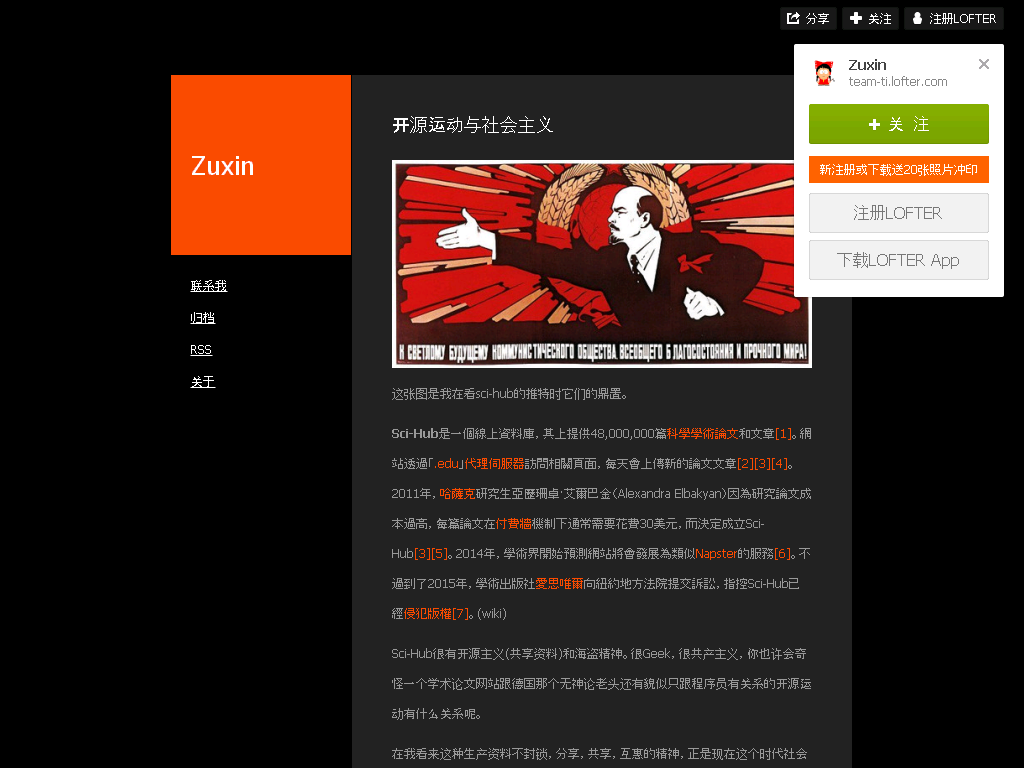 分享
关注
注册LOFTER
Zuxin
team-ti.lofter.com
关 注
新注册或下载送20张照片冲印
注册LOFTER
下载LOFTER App
Zuxin
联系我
归档
RSS
关于
开源运动与社会主义
К СВЕТЛОМУ БУДУЩЕМУ КОММУНИСТИЧЕСКОГО ОБЩЕСТВА, ВСЕОБЩЕГО БЛАГОСОСТОЯНИЯ И ПРОЧНОГО МИРА!
这张图是我在看sci-hub的推特时它们的鼎置。
Sci-Hub是一個線上資料庫，其上提供48,000,000篇科學學術論文和文章[1]。網
站透過「.edu」代理伺服器訪問相關頁面，每天會上傳新的論文文章[2][3][4]。
2011年，哈薩克研究生亞歷珊卓·艾爾巴金（Alexandra Elbakyan）因為研究論文成
本過高，每篇論文在付費牆機制下通常需要花費30美元，而決定成立Sci-
Hub[3][5]。2014年，學術界開始預測網站將會發展為類似Napster的服務[6]。不
過到了2015年，學術出版社愛思唯爾向紐約地方法院提交訴訟，指控Sci-Hub已
經侵犯版權[7]。(wiki)
Sci-Hub很有开源主义(共享资料)和海盗精神。很Geek，很共产主义，你也许会奇
怪一个学术论文网站跟德国那个无神论老头还有貌似只跟程序员有关系的开源运
动有什么关系呢。
在我看来这种生产资料不封锁，分享，共享，互惠的精神，正是现在这个时代社会